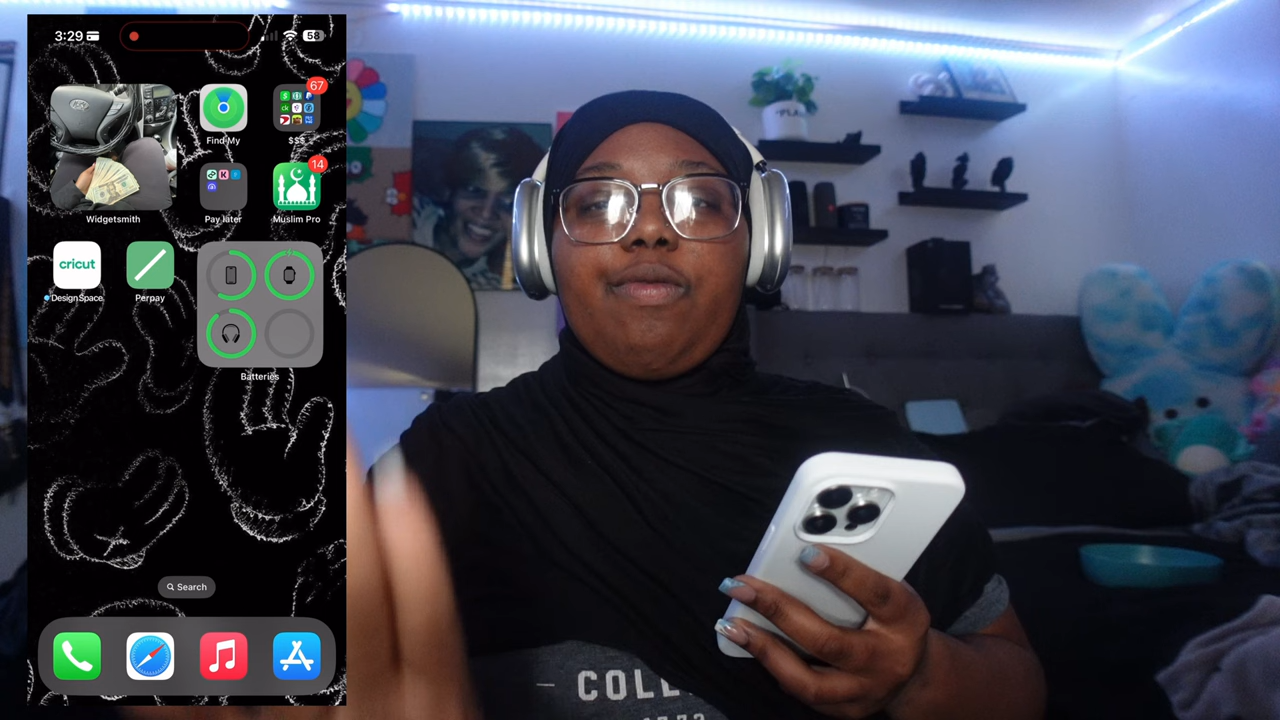 3:29
58
67
Find My
$$$
14
Widgetsmith
Pay later
Muslim Pro
cricut
Design Space
Perpay
Batteries
Search
COLL